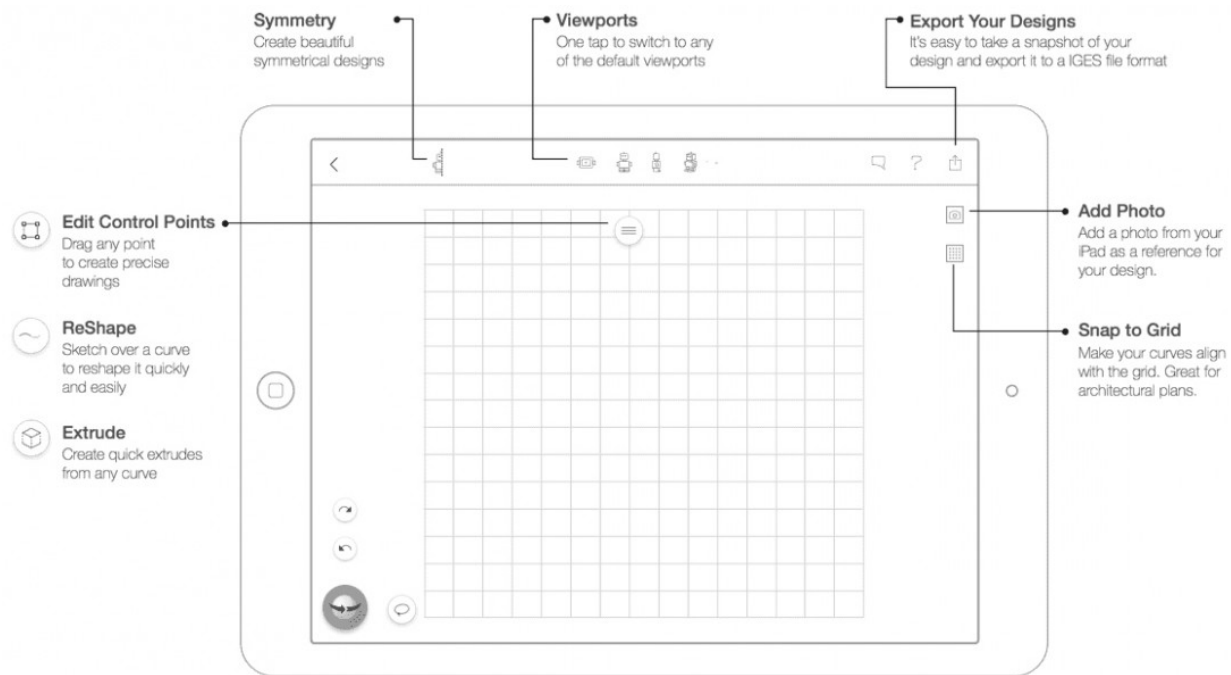 Symmetry
Create beautiful
symmetrical designs
Viewports
One tap to switch to any
of the default viewports
Export Your Designs
It's easy to take a snapshot of your
design and export it to a IGES file format
Edit Control Points
Drag any point
to create precise
drawings
ReShape
Sketch over a curve
to reshape it quickly
and easily
Extrude
Create quick extrudes
from any curve
?
Add Photo
Add a photo from your
iPad as a reference for
your design.
Snap to Grid
Make your curves align
with the grid. Great for
architectural plans.